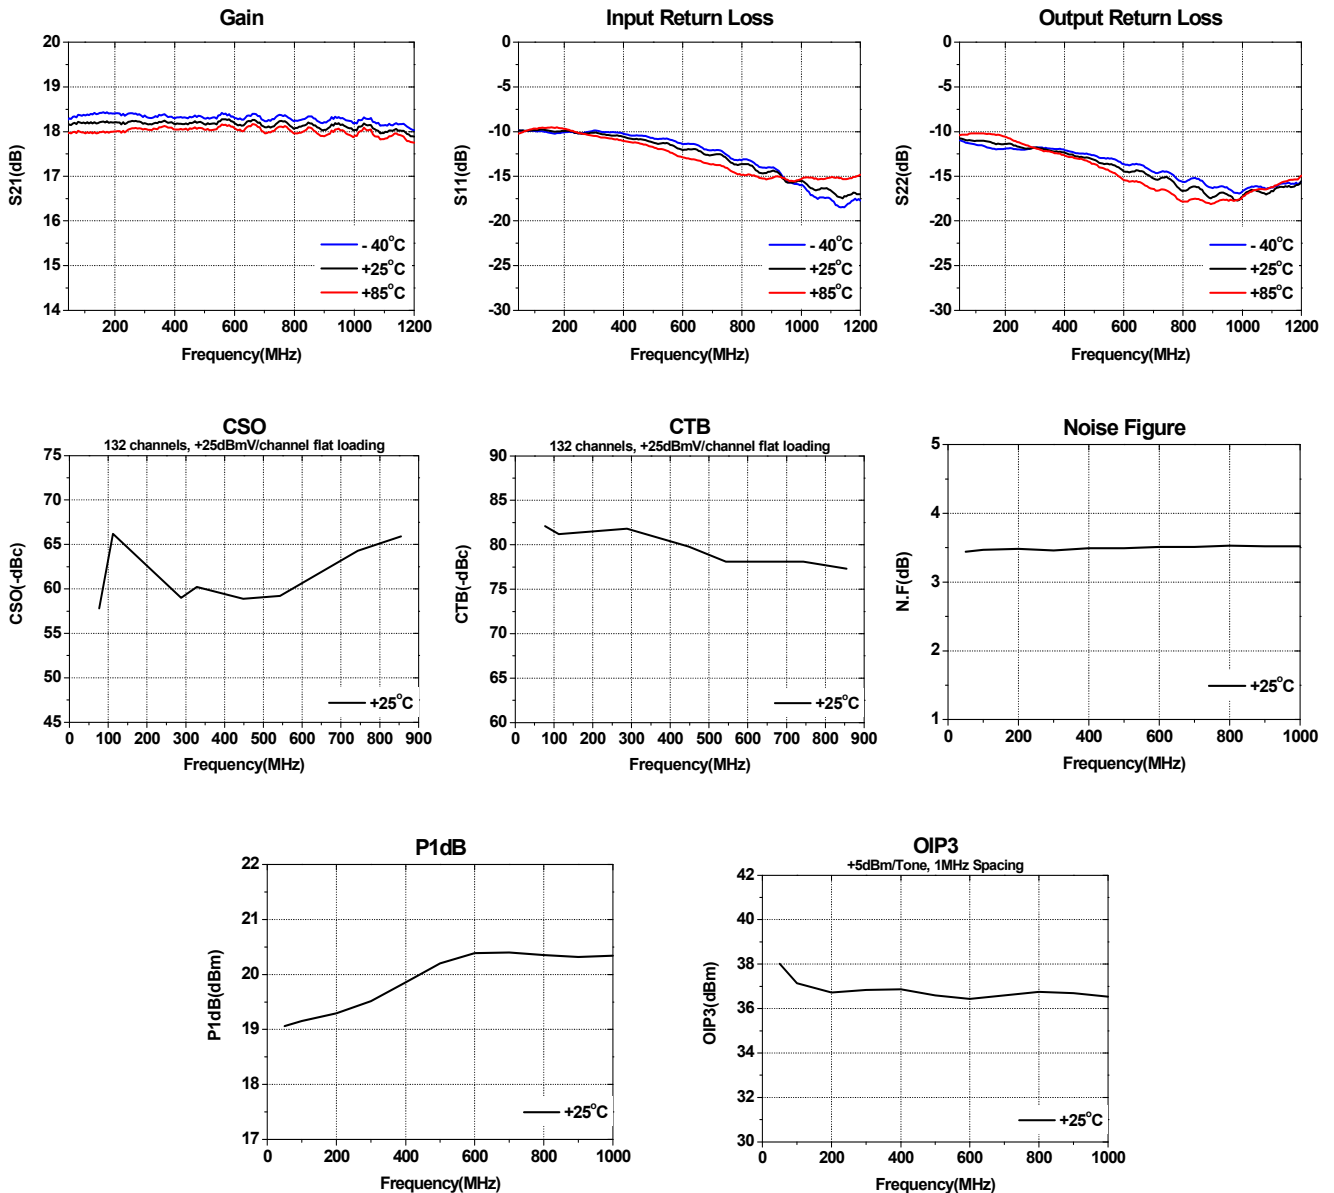 Gain
S21(dB)
20
19
18
17
16
15
14
200 400 600 800 1000 1200
Frequency(MHz)
- 40°C
+25°C
+85°C
Input Return Loss
S11(dB)
0
-5
-10
-15
-20
-25
-30
200 400 600 800 1000 1200
Frequency(MHz)
- 40°C
+25°C
+85°C
Output Return Loss
S22(dB)
0
-5
-10
-15
-20
-25
-30
200 400 600 800 1000 1200
Frequency(MHz)
- 40°C
+25°C
+85°C
CSO
132 channels, +25dBmV/channel flat loading
CSO(-dBc)
75
70
65
60
55
50
45
0 100 200 300 400 500 600 700 800 900
Frequency(MHz)
+25°C
CTB
132 channels, +25dBmV/channel flat loading
CTB(-dBc)
90
85
80
75
70
65
60
0 100 200 300 400 500 600 700 800 900
Frequency(MHz)
+25°C
Noise Figure
N.F(dB)
5
4
3
2
1
0 200 400 600 800 1000
Frequency(MHz)
+25°C
P1dB
P1dB(dBm)
22
21
20
19
18
17
0 200 400 600 800 1000
Frequency(MHz)
+25°C
OIP3
+5dBm/Tone, 1MHz Spacing
OIP3(dBm)
42
40
38
36
34
32
30
0 200 400 600 800 1000
Frequency(MHz)
+25°C